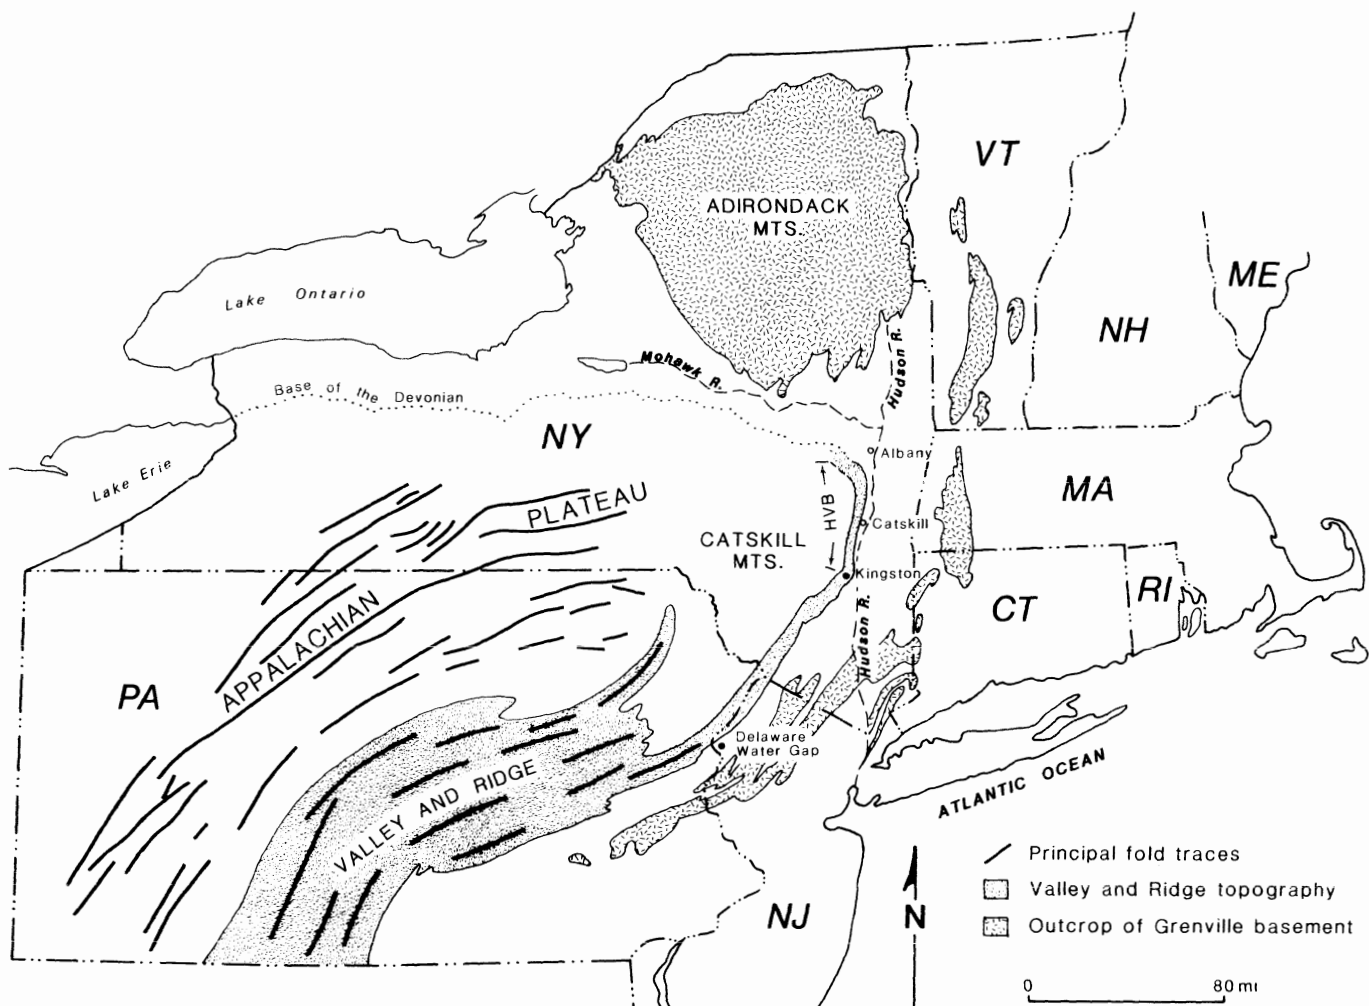 VT
ADIRONDACK
MTS.
ME
Lake Ontario
NH
Mohawk R.
Hudson R.
Base of the Devonian
NY
Albany
Lake Erie
MA
PLATEAU
HVB
Catskill
CATSKILL
MTS.
Kingston
RI
CT
APPALACHIAN
Hudson R.
PA
Delaware
Water Gap
VALLEY AND RIDGE
ATLANTIC OCEAN
Principal fold traces
Valley and Ridge topography
NJ
N
Outcrop of Grenville basement
0 80 mi